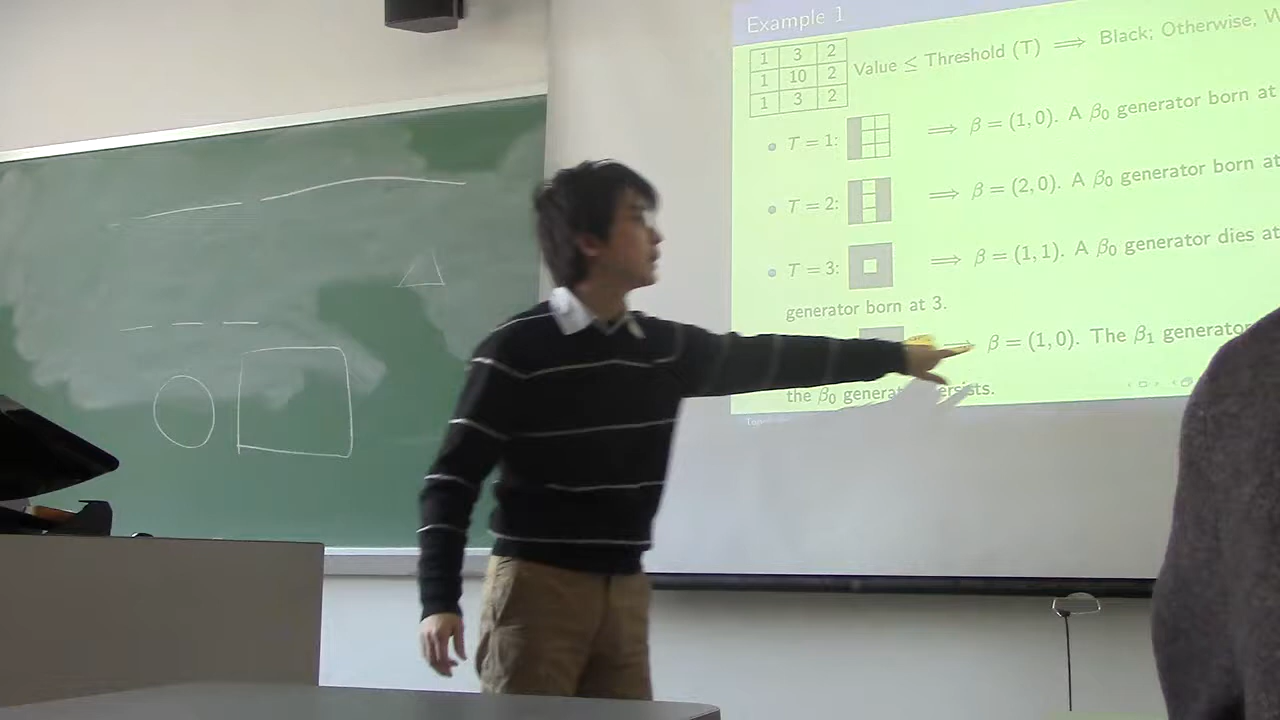 Example 1
1 3 2
1 10 2
1 3 2
Value ≤ Threshold (T) ⟹ Black; Otherwise, W
T = 1: ⟹ β = (1, 0). A β₀ generator born at
T = 2: ⟹ β = (2, 0). A β₀ generator born at
T = 3: ⟹ β = (1, 1). A β₀ generator dies at
generator born at 3.
⟹ β = (1, 0). The β₁ generator
the β₀ genera ersists.